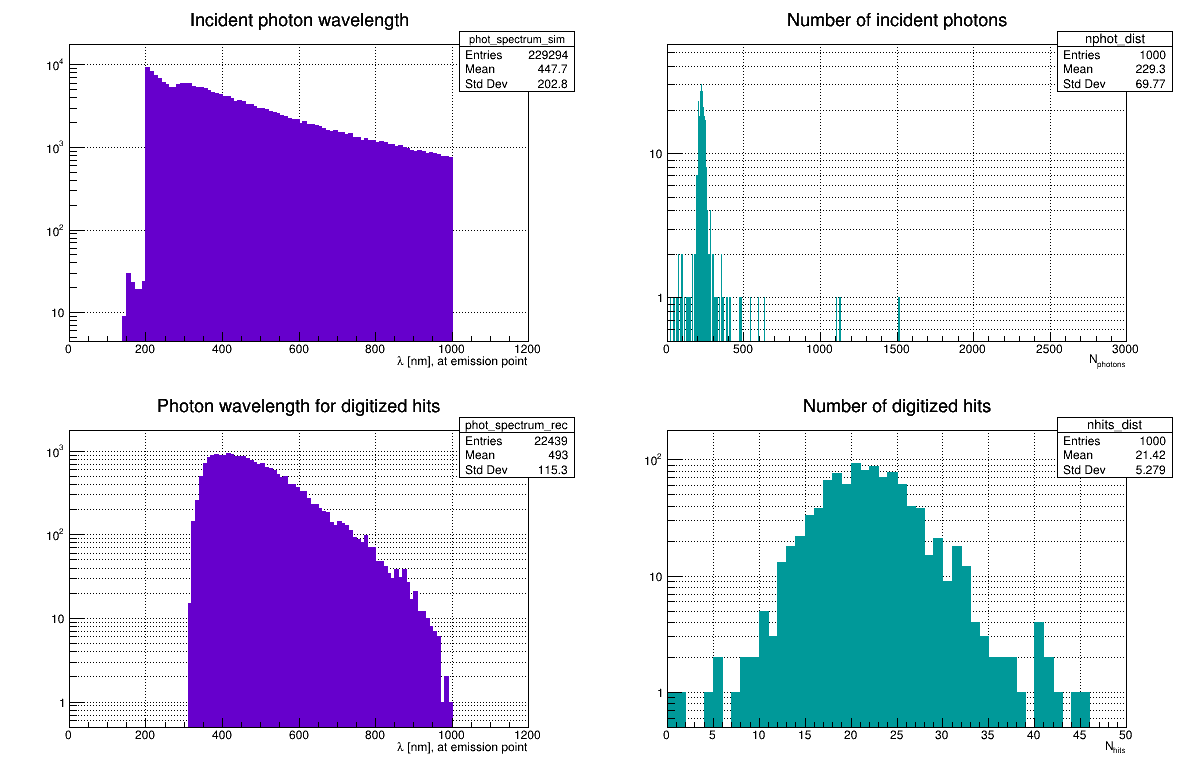 Incident photon wavelength
phot_spectrum_sim
Entries 229294
Mean 447.7
Std Dev 202.8
10⁴
10³
10²
10
0 200 400 600 800 1000 1200
λ [nm], at emission point
Number of incident photons
nphot_dist
Entries 1000
Mean 229.3
Std Dev 69.77
10
1
0 500 1000 1500 2000 2500 3000
Nphotons
Photon wavelength for digitized hits
phot_spectrum_rec
Entries 22439
Mean 493
Std Dev 115.3
10³
10²
10
1
0 200 400 600 800 1000 1200
λ [nm], at emission point
Number of digitized hits
nhits_dist
Entries 1000
Mean 21.42
Std Dev 5.279
10²
10
1
0 5 10 15 20 25 30 35 40 45 50
Nhits